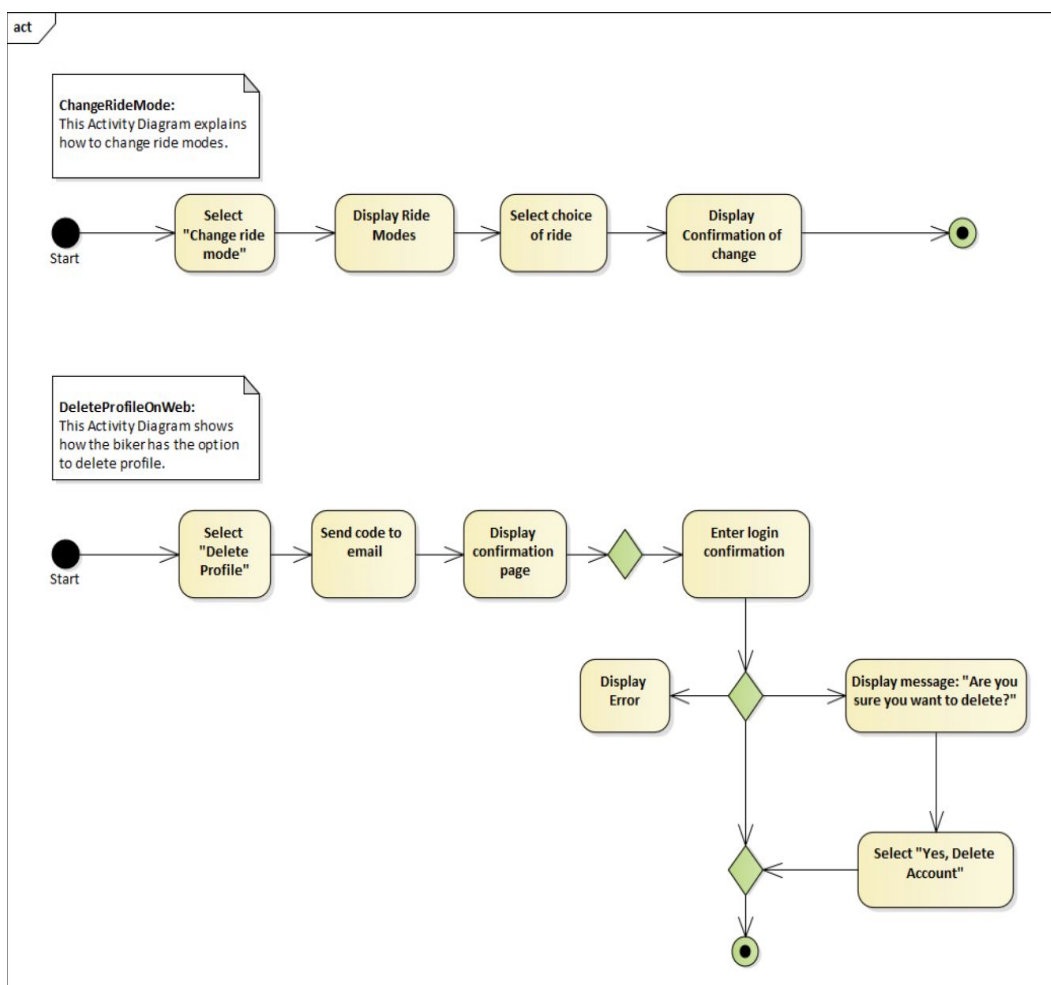 act
ChangeRideMode:
This Activity Diagram explains
how to change ride modes.
Start
Select
"Change ride
mode"
Display Ride
Modes
Select choice
of ride
Display
Confirmation of
change
DeleteProfileOnWeb:
This Activity Diagram shows
how the biker has the option
to delete profile.
Start
Select
"Delete
Profile"
Send code to
email
Display
confirmation
page
Enter login
confirmation
Display
Error
Display message: "Are you
sure you want to delete?"
Select "Yes, Delete
Account"